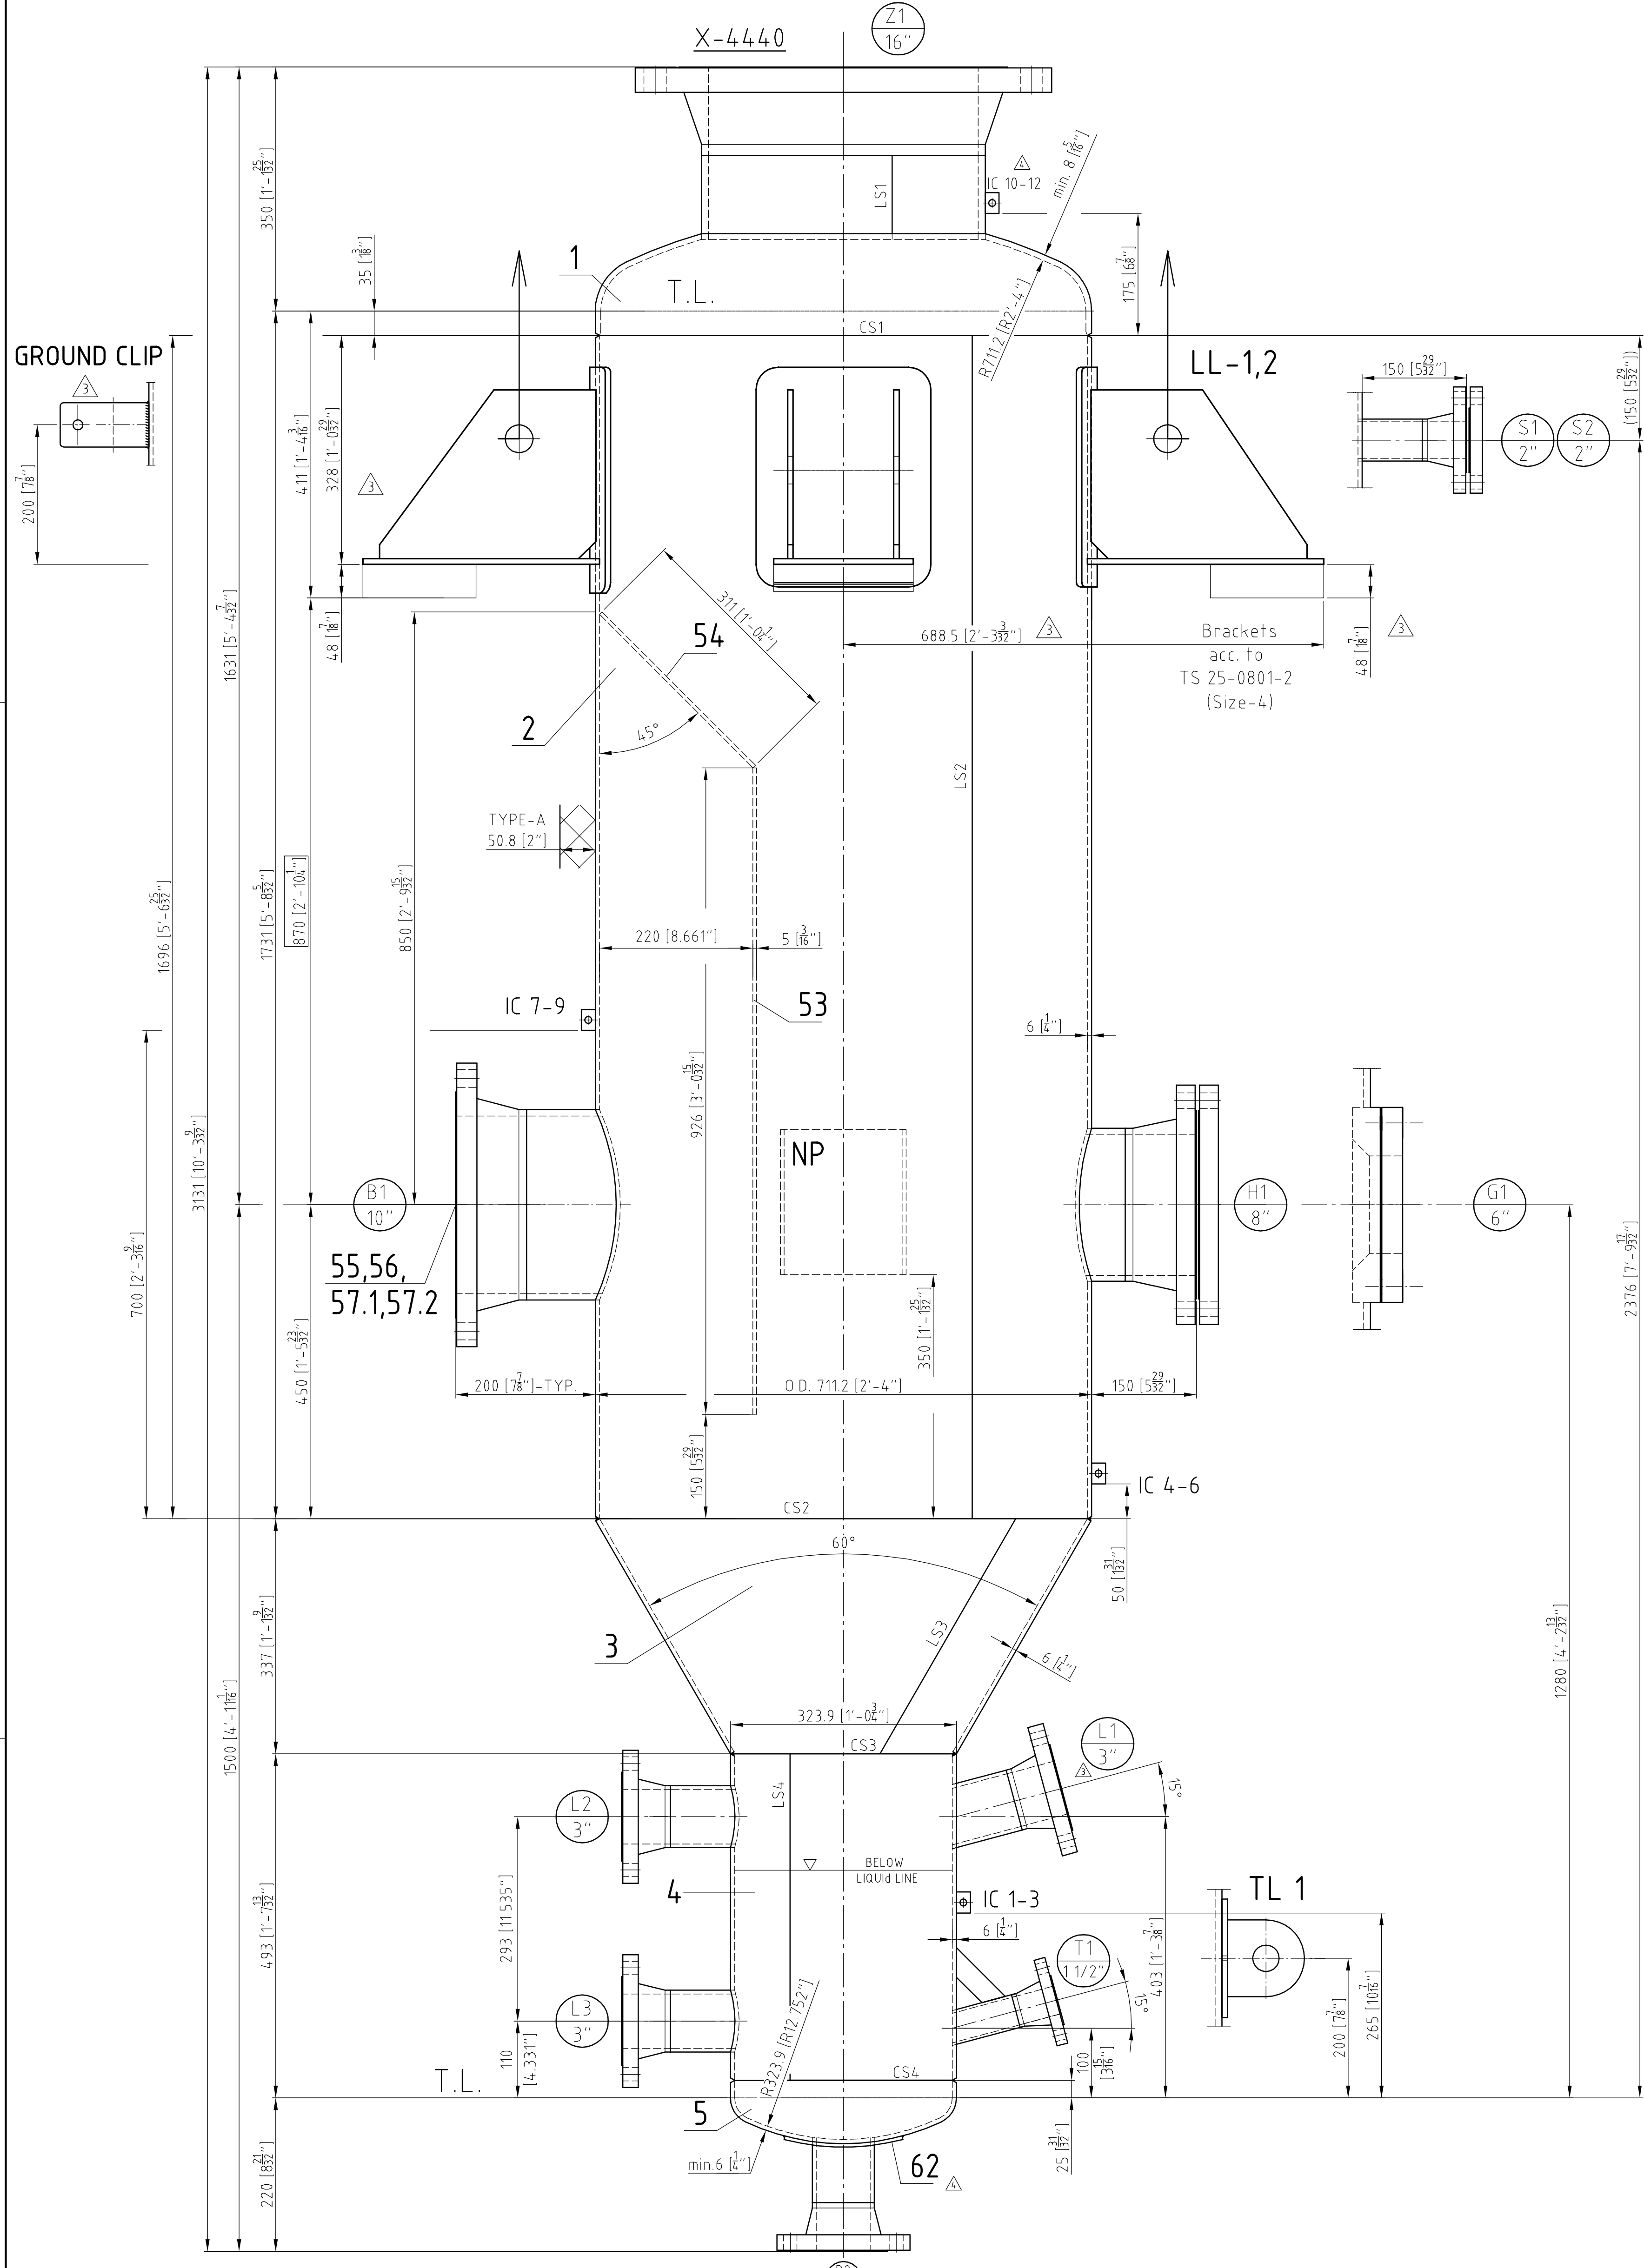 X-4440
Z1
16″
IC 10-12
4
min. 8 [5/16″]
LS1
350 [1′-1 25/32″]
35 [1 3/8″]
175 [6 7/8″]
1
T.L.
CS1
R711.2 [R2′-4″]
GROUND CLIP
3
200 [7 7/8″]
LL-1,2
150 [5 29/32″]
(150 [5 29/32″])
S1
2″
S2
2″
411 [1′-4 3/16″]
328 [1′-0 29/32″]
3
48 [1 7/8″]
1631 [5′-4 7/32″]
311 [1′-0 1/4″]
54
688.5 [2′-3 3/32″]
3
Brackets
acc. to
TS 25-0801-2
(Size-4)
48 [1 7/8″]
3
2
45°
LS2
TYPE-A
50.8 [2″]
1696 [5′-6 25/32″]
1731 [5′-8 5/32″]
870 [2′-10 1/4″]
850 [2′-9 15/32″]
220 [8.661″]
5 [3/16″]
IC 7-9
53
6 [1/4″]
926 [3′-0 15/32″]
3131 [10′-3 9/32″]
NP
B1
10″
H1
8″
G1
6″
700 [2′-3 9/16″]
55,56,
57.1,57.2
2376 [7′-9 17/32″]
450 [1′-5 23/32″]
350 [1′-1 25/32″]
200 [7 7/8″]-TYP.
O.D. 711.2 [2′-4″]
150 [5 29/32″]
150 [5 29/32″]
IC 4-6
CS2
60°
50 [1 31/32″]
337 [1′-1 9/32″]
3
LS3
6 [1/4″]
1280 [4′-2 13/32″]
1500 [4′-11 1/16″]
323.9 [1′-0 3/4″]
CS3
L1
3″
3
15°
L2
3″
LS4
BELOW
LIQUId LINE
4
IC 1-3
TL 1
293 [11.535″]
493 [1′-7 13/32″]
6 [1/4″]
T1
1 1/2″
15°
403 [1′-3 7/8″]
L3
3″
R323.9 [R12.752″]
200 [7 7/8″]
265 [10 7/16″]
110
[4.331″]
100
[3 15/16″]
CS4
T.L.
5
25 [31/32″]
min.6 [1/4″]
62
4
220 [8 21/32″]